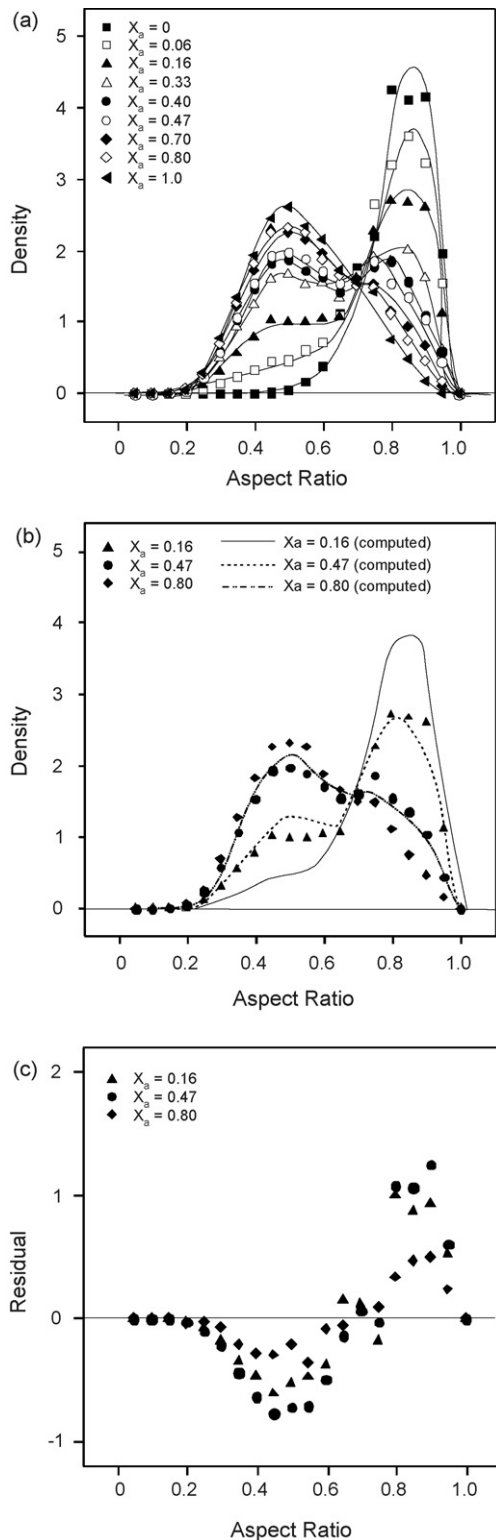 (a)
X_a = 0
X_a = 0.06
X_a = 0.16
X_a = 0.33
X_a = 0.40
X_a = 0.47
X_a = 0.70
X_a = 0.80
X_a = 1.0
5
4
3
2
1
0
Density
0 0.2 0.4 0.6 0.8 1.0
Aspect Ratio
(b)
X_a = 0.16 Xa = 0.16 (computed)
X_a = 0.47 Xa = 0.47 (computed)
X_a = 0.80 Xa = 0.80 (computed)
5
4
3
2
1
0
Density
0 0.2 0.4 0.6 0.8 1.0
Aspect Ratio
(c)
X_a = 0.16
X_a = 0.47
X_a = 0.80
2
1
0
-1
Residual
0 0.2 0.4 0.6 0.8 1.0
Aspect Ratio